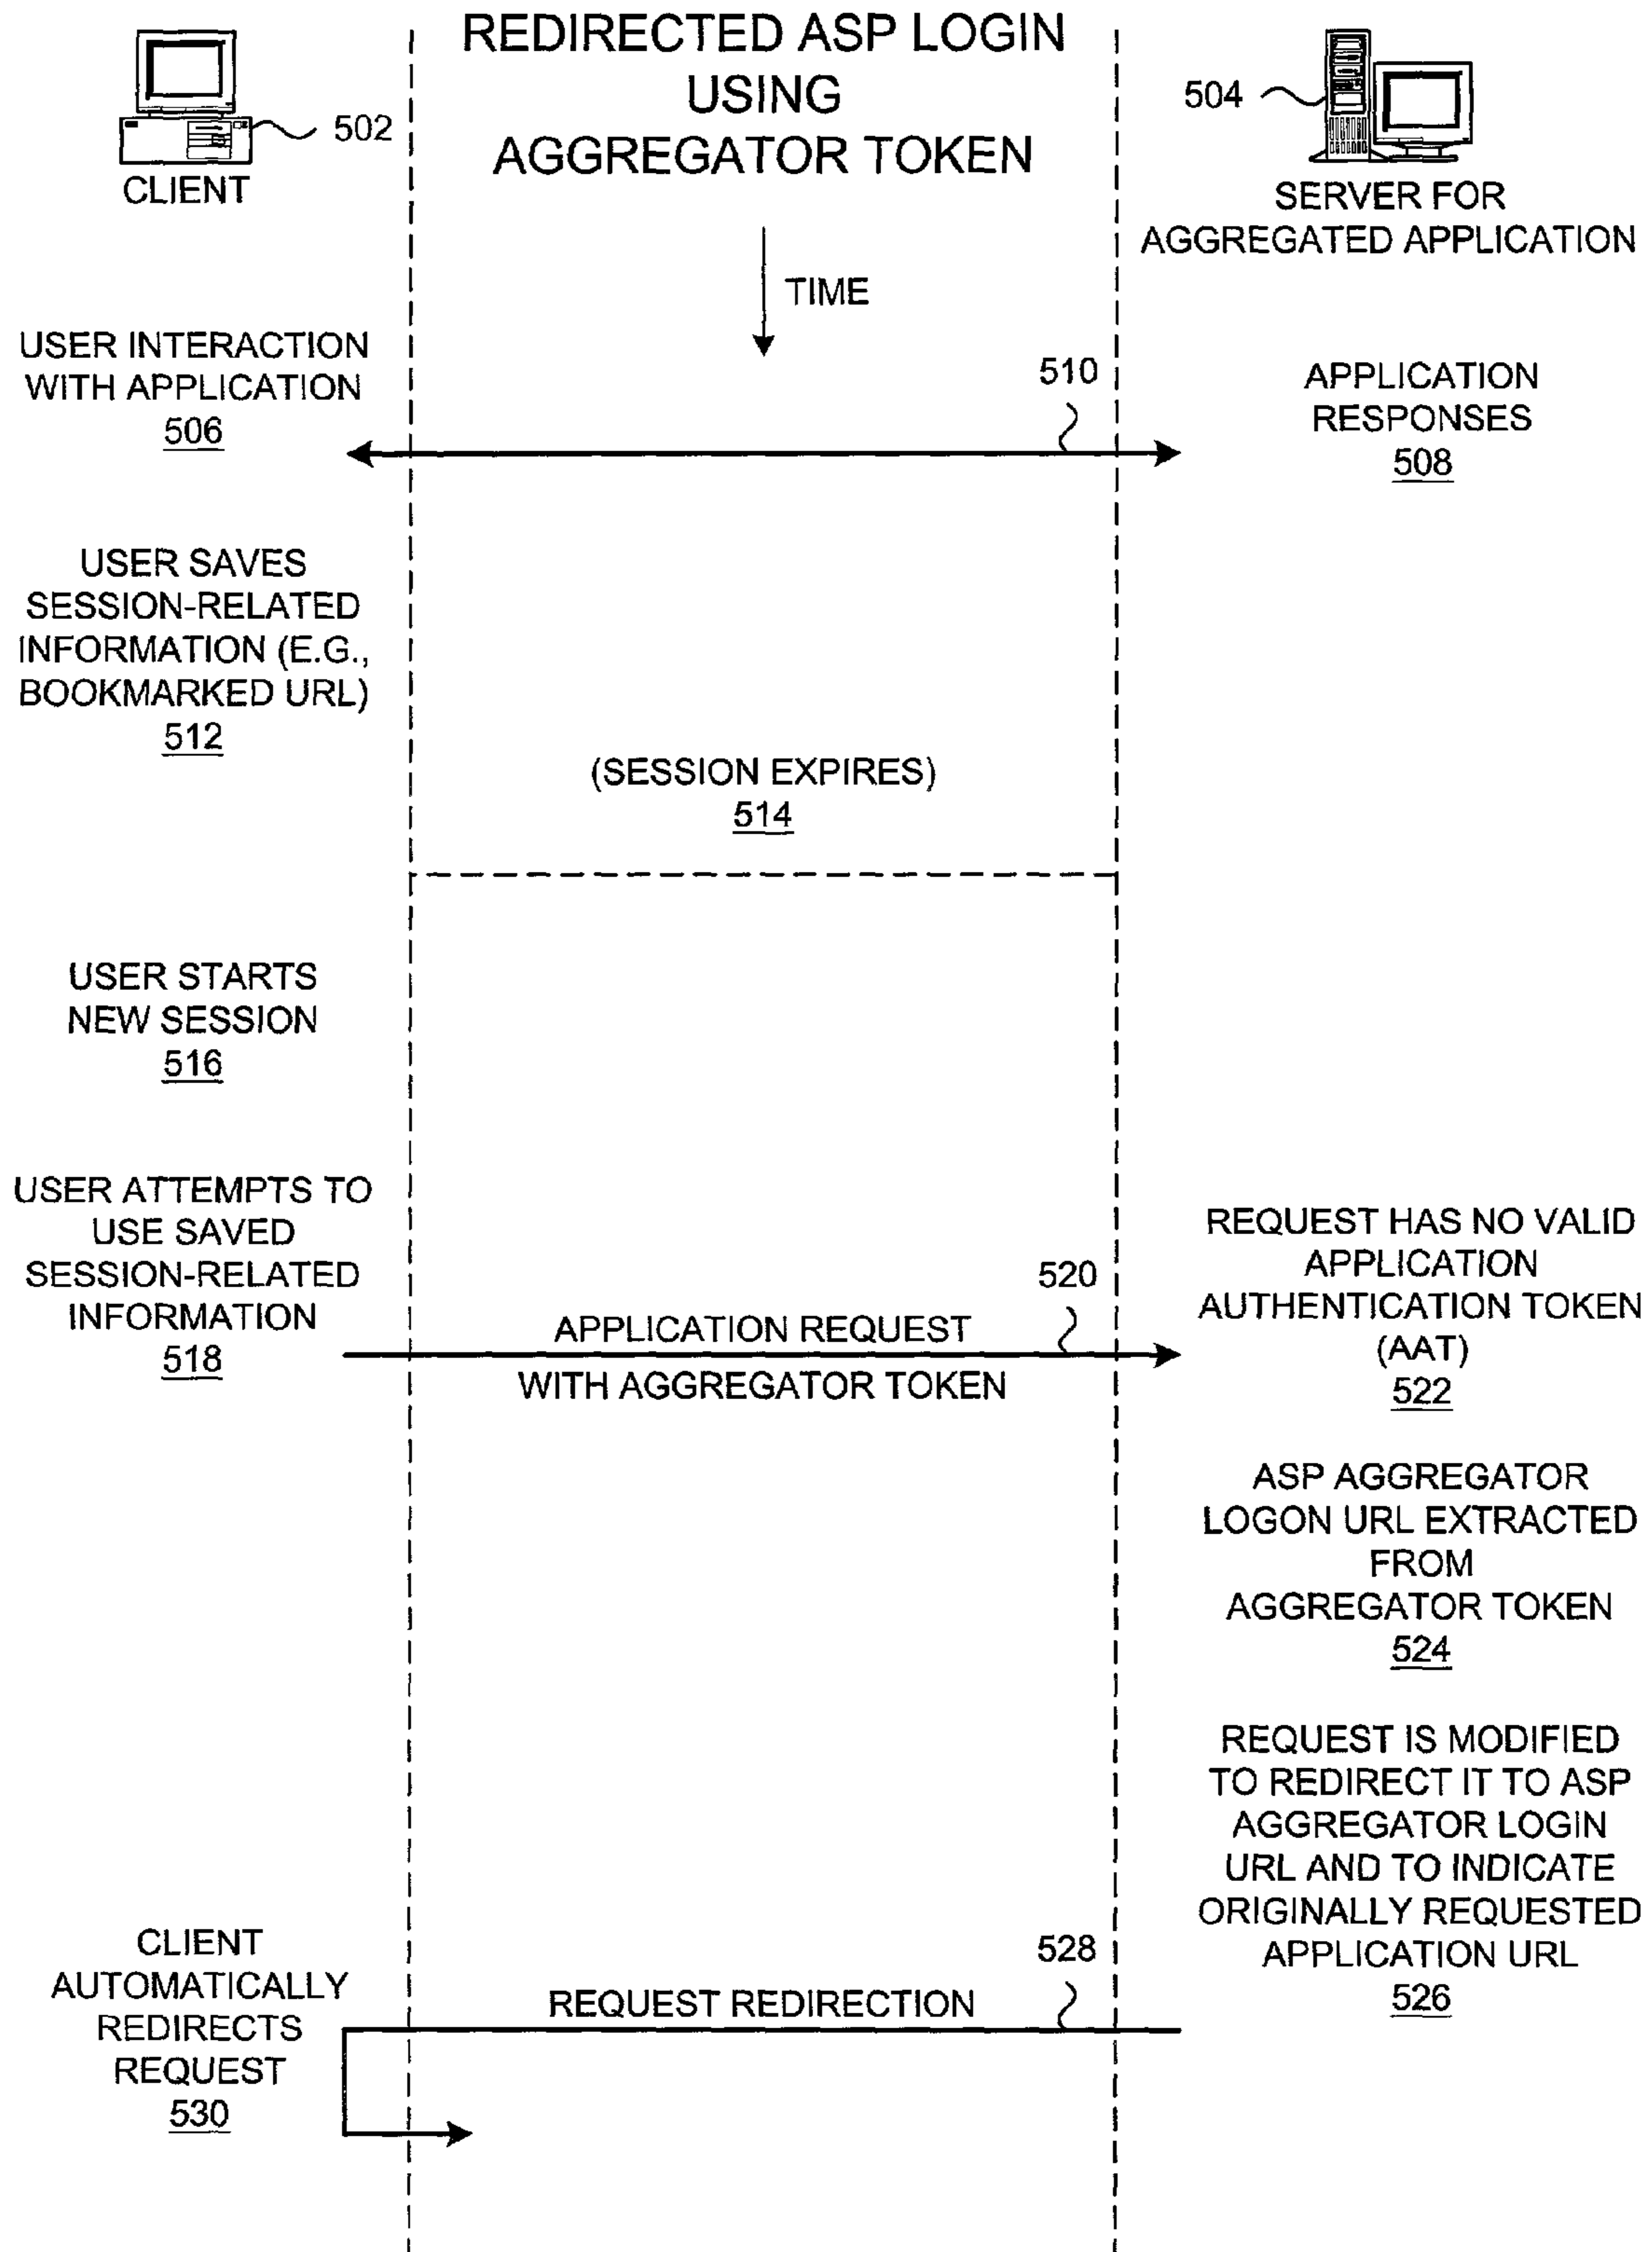 REDIRECTED ASP LOGIN
USING
AGGREGATOR TOKEN
502
CLIENT
504
SERVER FOR
AGGREGATED APPLICATION
TIME
USER INTERACTION
WITH APPLICATION
506
510
APPLICATION
RESPONSES
508
USER SAVES
SESSION-RELATED
INFORMATION (E.G.,
BOOKMARKED URL)
512
(SESSION EXPIRES)
514
USER STARTS
NEW SESSION
516
USER ATTEMPTS TO
USE SAVED
SESSION-RELATED
INFORMATION
518
520
APPLICATION REQUEST
WITH AGGREGATOR TOKEN
REQUEST HAS NO VALID
APPLICATION
AUTHENTICATION TOKEN
(AAT)
522
ASP AGGREGATOR
LOGON URL EXTRACTED
FROM
AGGREGATOR TOKEN
524
REQUEST IS MODIFIED
TO REDIRECT IT TO ASP
AGGREGATOR LOGIN
URL AND TO INDICATE
ORIGINALLY REQUESTED
APPLICATION URL
526
528
REQUEST REDIRECTION
CLIENT
AUTOMATICALLY
REDIRECTS
REQUEST
530